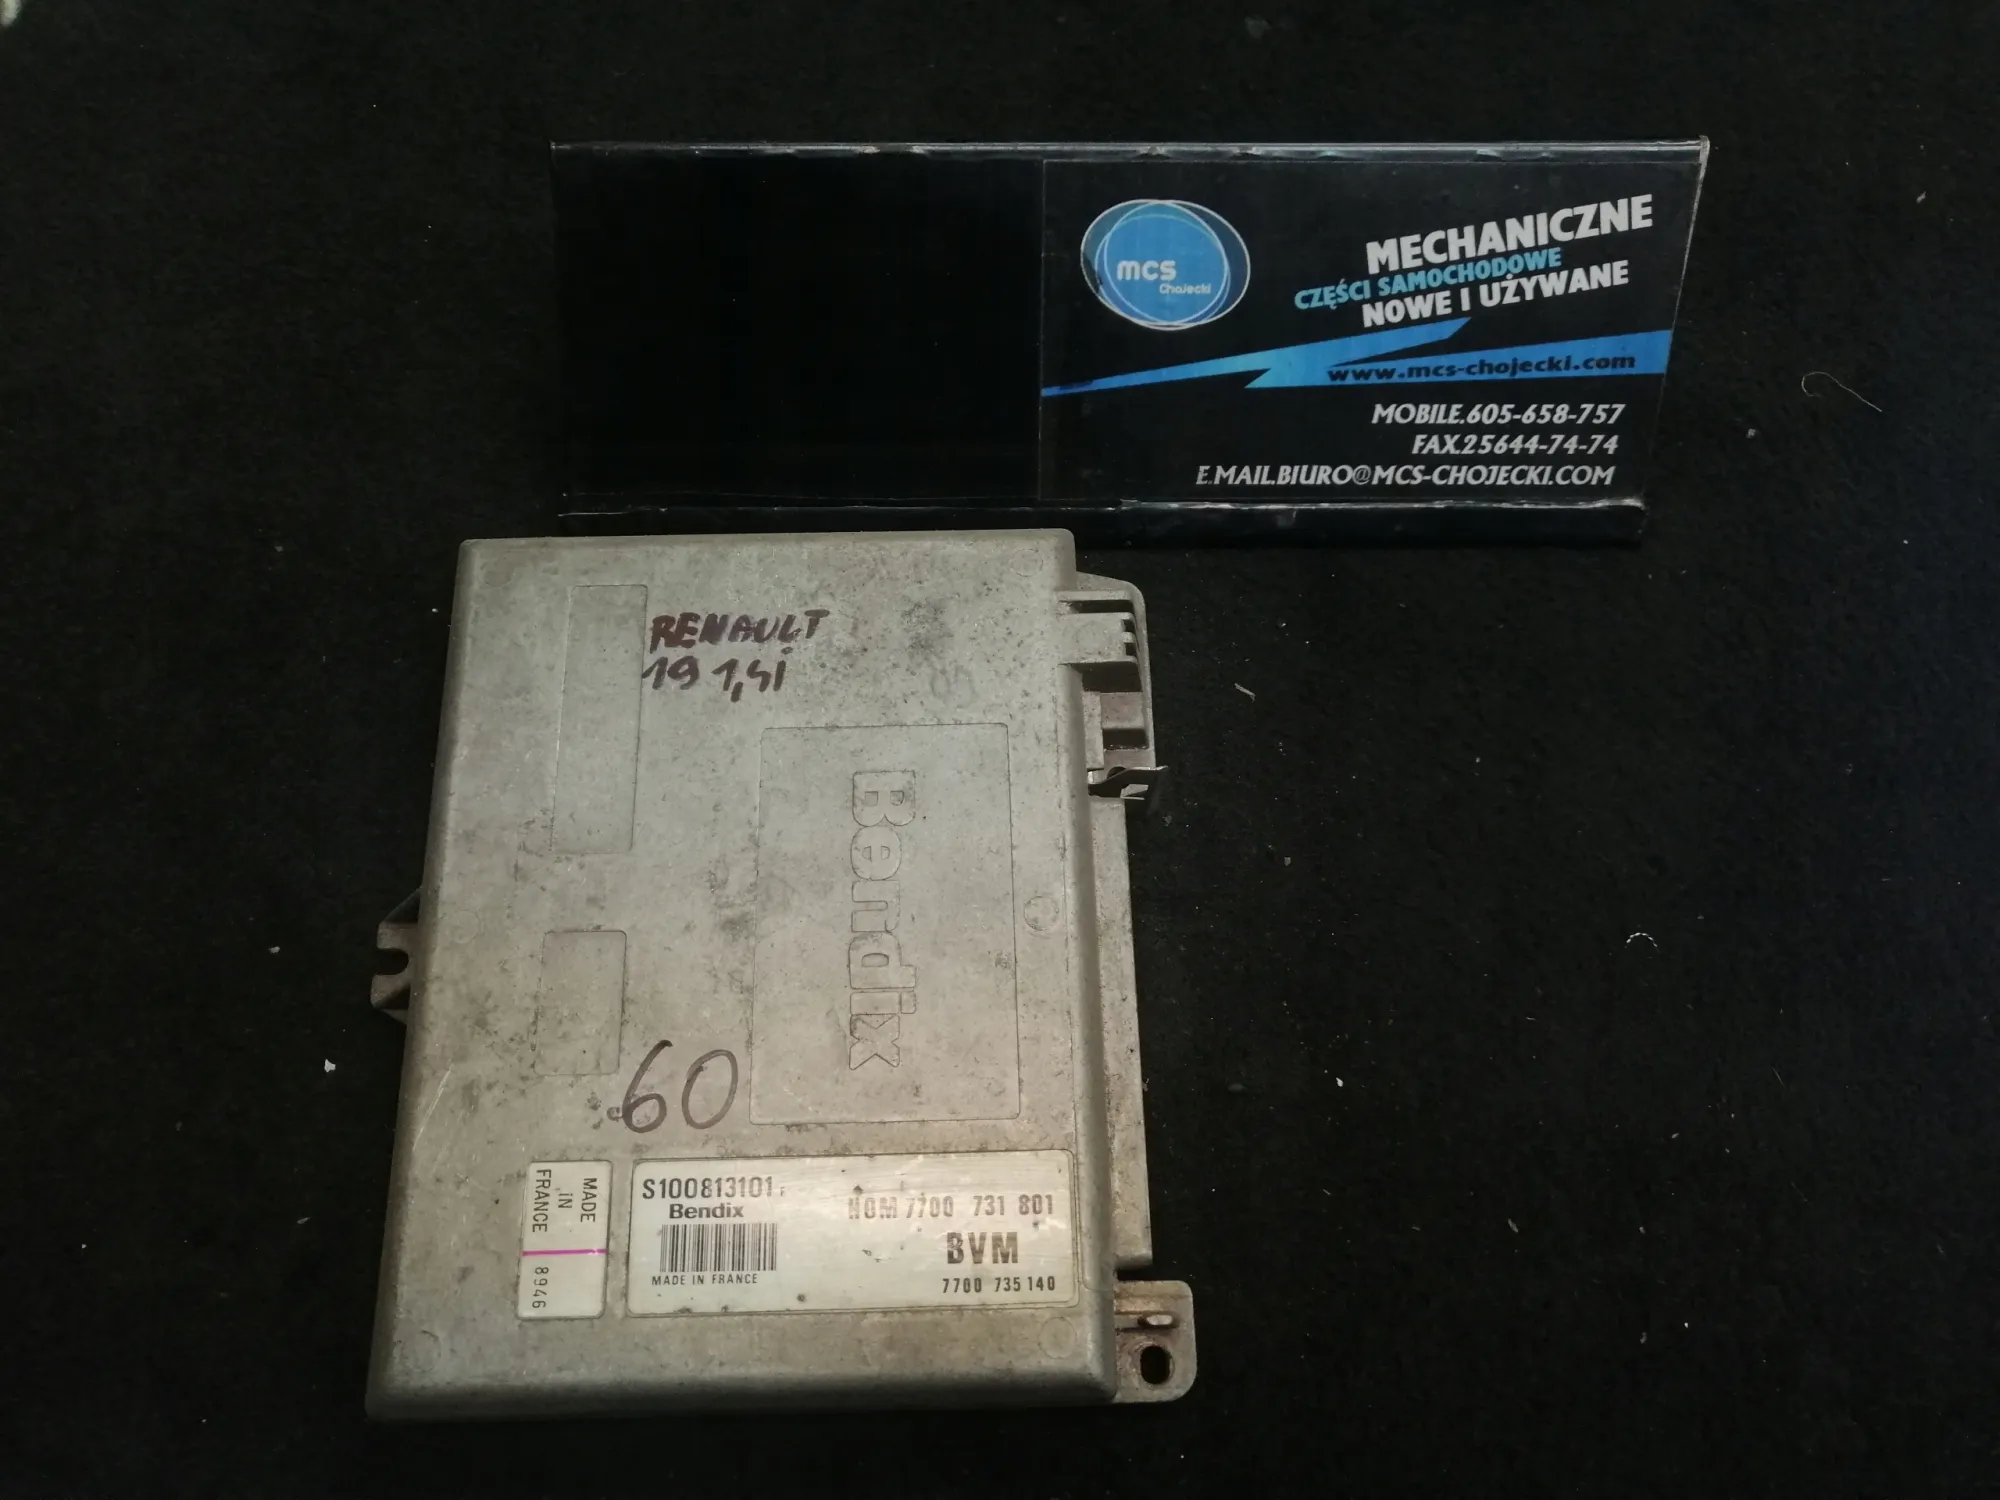 mcs
Chojecki
MECHANICZNE
CZĘŚCI SAMOCHODOWE
NOWE I UŻYWANE
www.mcs-chojecki.com
MOBILE.605-658-757
FAX.25644-74-74
E.MAIL.BIURO@MCS-CHOJECKI.COM
RENAULT
19 1,4i
Bendix
60
MADE
iN
FRANCE
8946
S100813101
Bendix
MADE IN FRANCE
HOM 7700 731 801
BVM
7700 735 140